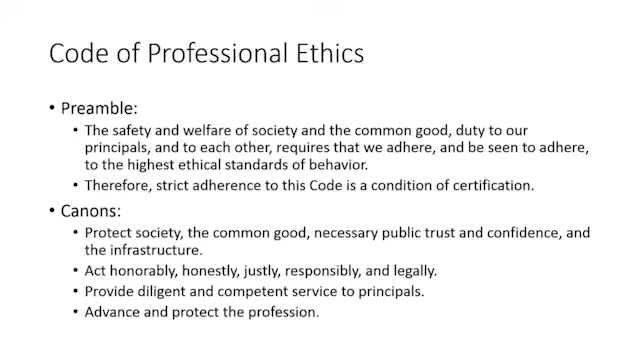 Code of Professional Ethics
• Preamble:
• The safety and welfare of society and the common good, duty to our
principals, and to each other, requires that we adhere, and be seen to adhere,
to the highest ethical standards of behavior.
• Therefore, strict adherence to this Code is a condition of certification.
• Canons:
• Protect society, the common good, necessary public trust and confidence, and
the infrastructure.
• Act honorably, honestly, justly, responsibly, and legally.
• Provide diligent and competent service to principals.
• Advance and protect the profession.